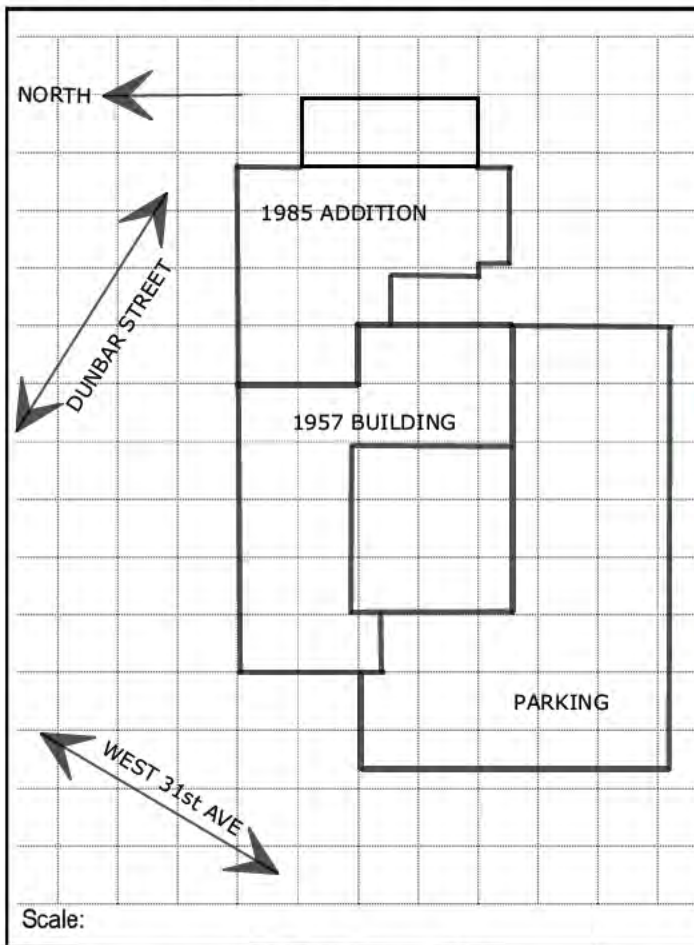 NORTH
1985 ADDITION
DUNBAR STREET
1957 BUILDING
PARKING
WEST 31st AVE
Scale: